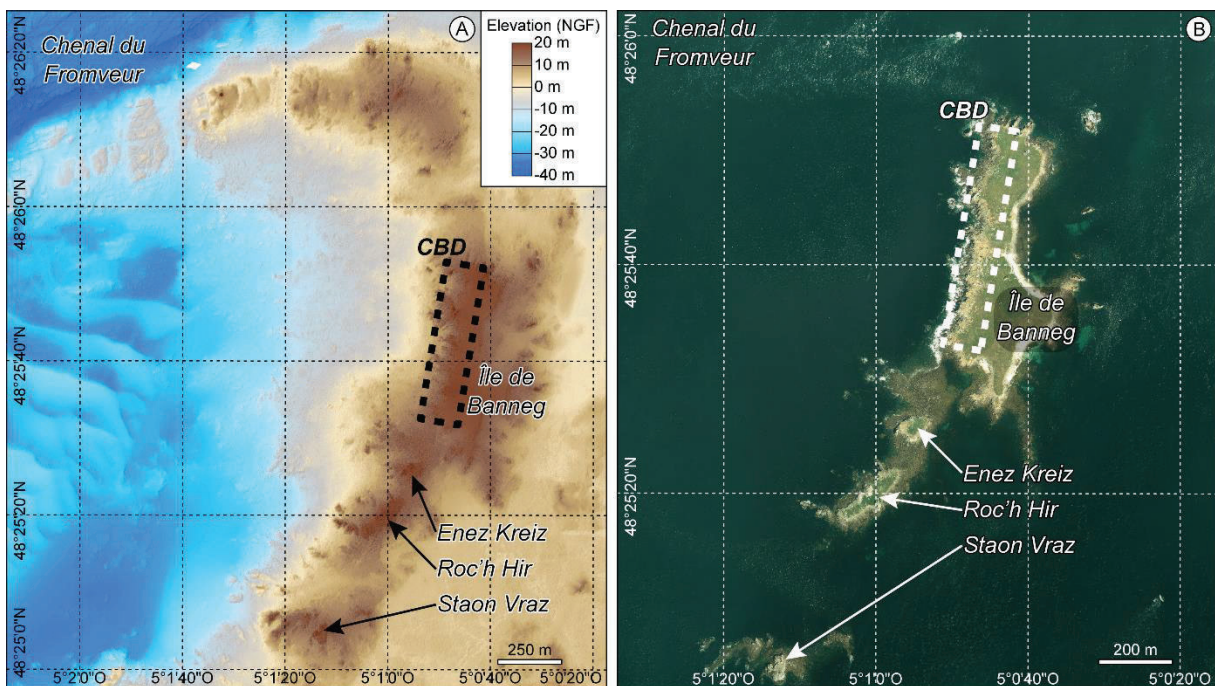 A
Elevation (NGF)
20 m
10 m
0 m
-10 m
-20 m
-30 m
-40 m
Chenal du
Fromveur
CBD
Île de
Banneg
Enez Kreiz
Roc'h Hir
Staon Vraz
250 m
48°26'20"N
48°26'0"N
48°25'40"N
48°25'20"N
48°25'0"N
5°2'0"O
5°1'40"O
5°1'20"O
5°1'0"O
5°0'40"O
5°0'20"O
B
Chenal du
Fromveur
CBD
Île de
Banneg
Enez Kreiz
Roc'h Hir
Staon Vraz
200 m
48°26'0"N
48°25'40"N
48°25'20"N
5°1'20"O
5°1'0"O
5°0'40"O
5°0'20"O